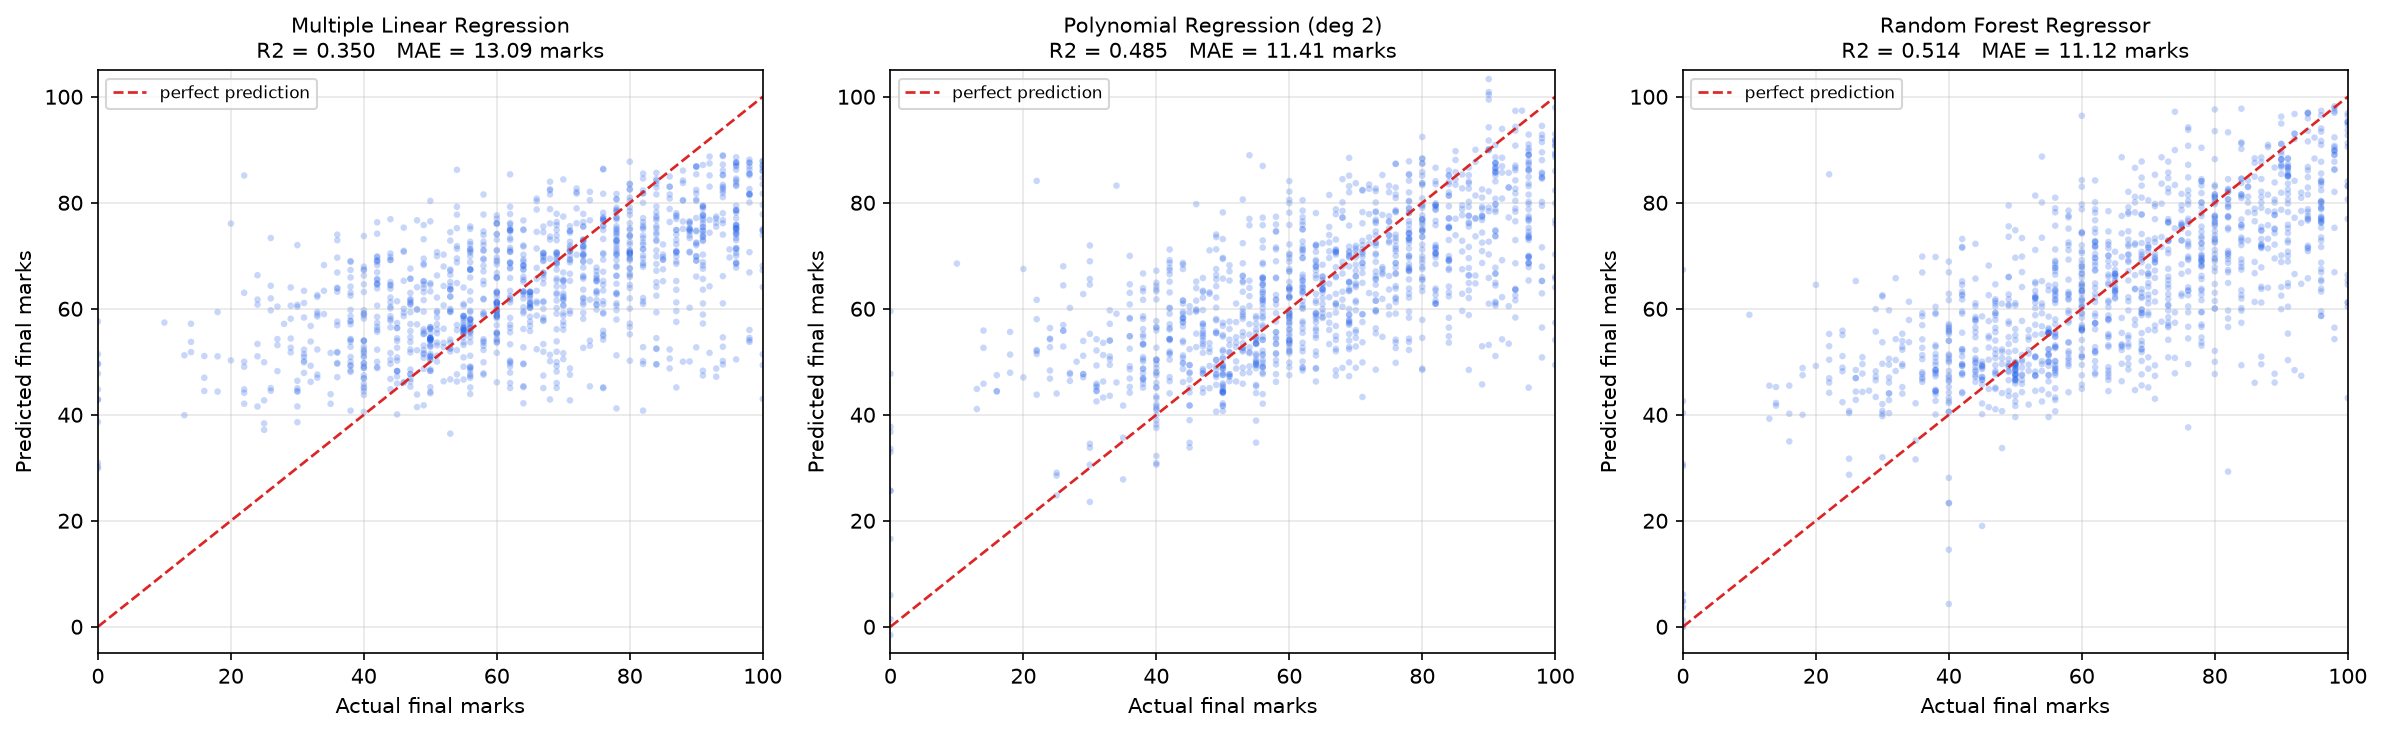 Multiple Linear Regression
R2 = 0.350   MAE = 13.09 marks
perfect prediction
Predicted final marks
100
80
60
40
20
0
0 20 40 60 80 100
Actual final marks
Polynomial Regression (deg 2)
R2 = 0.485   MAE = 11.41 marks
perfect prediction
Predicted final marks
100
80
60
40
20
0
0 20 40 60 80 100
Actual final marks
Random Forest Regressor
R2 = 0.514   MAE = 11.12 marks
perfect prediction
Predicted final marks
100
80
60
40
20
0
0 20 40 60 80 100
Actual final marks